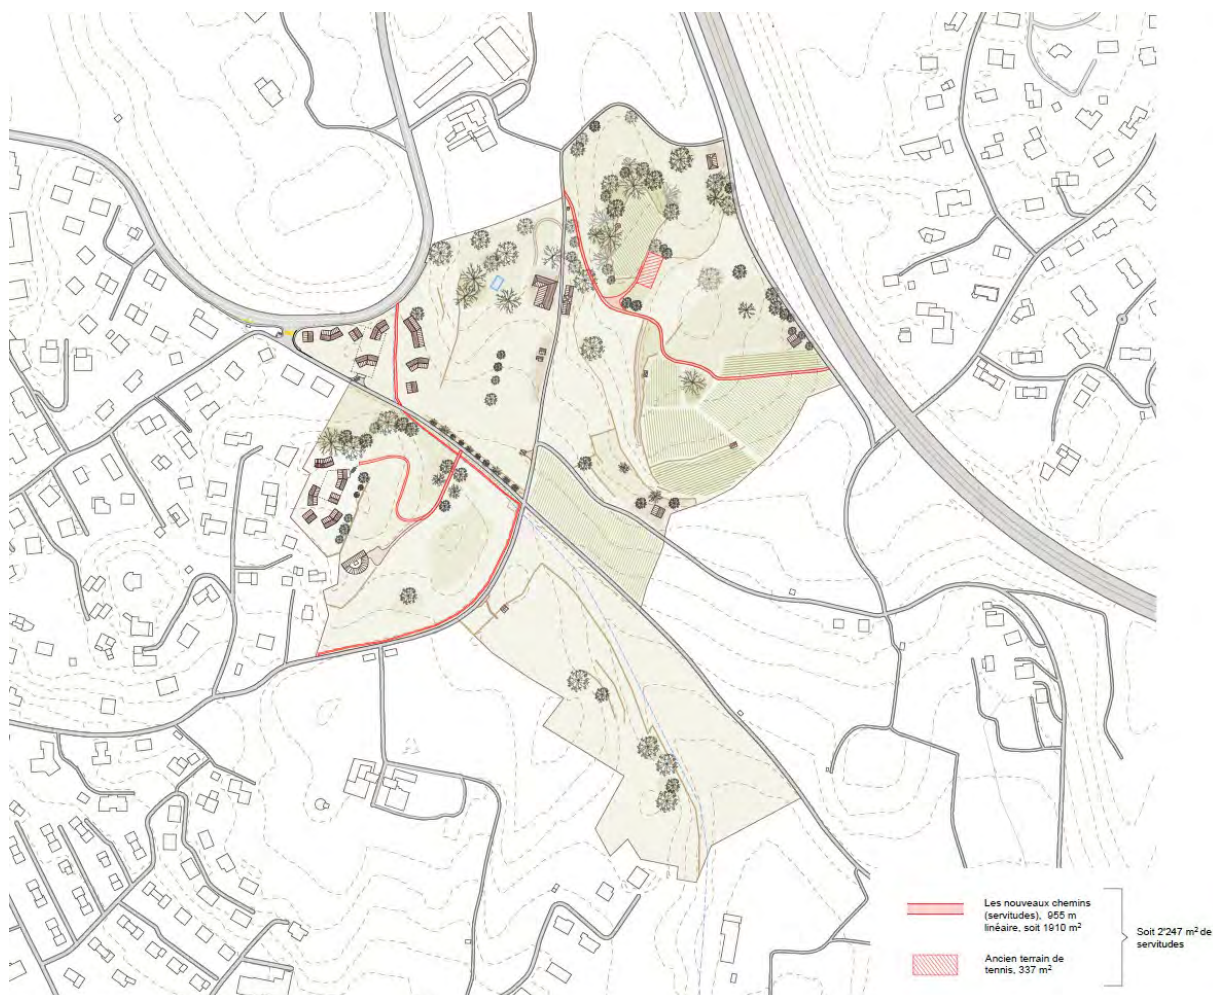 Les nouveaux chemins
(servitudes), 955 m
linéaire, soit 1910 m²
Soit 2'247 m² de
servitudes
Ancien terrain de
tennis, 337 m²